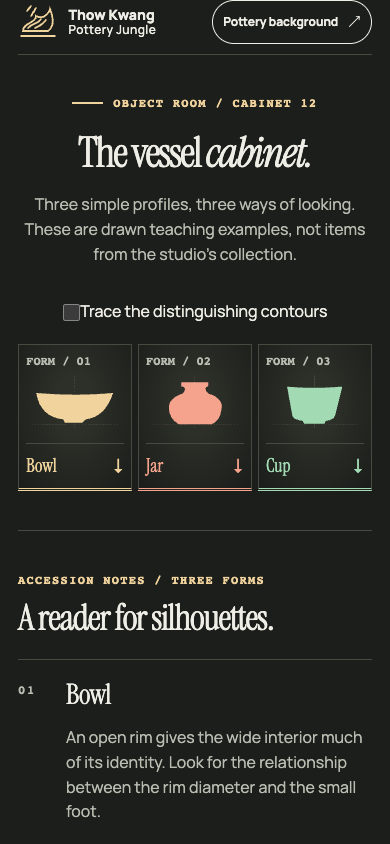 Thow Kwang
Pottery Jungle
Pottery background ↗
OBJECT ROOM / CABINET 12
The vessel cabinet.
Three simple profiles, three ways of looking.
These are drawn teaching examples, not items
from the studio's collection.
Trace the distinguishing contours
FORM / 01
Bowl ↓
FORM / 02
Jar ↓
FORM / 03
Cup ↓
ACCESSION NOTES / THREE FORMS
A reader for silhouettes.
01
Bowl
An open rim gives the wide interior much
of its identity. Look for the relationship
between the rim diameter and the small
foot.